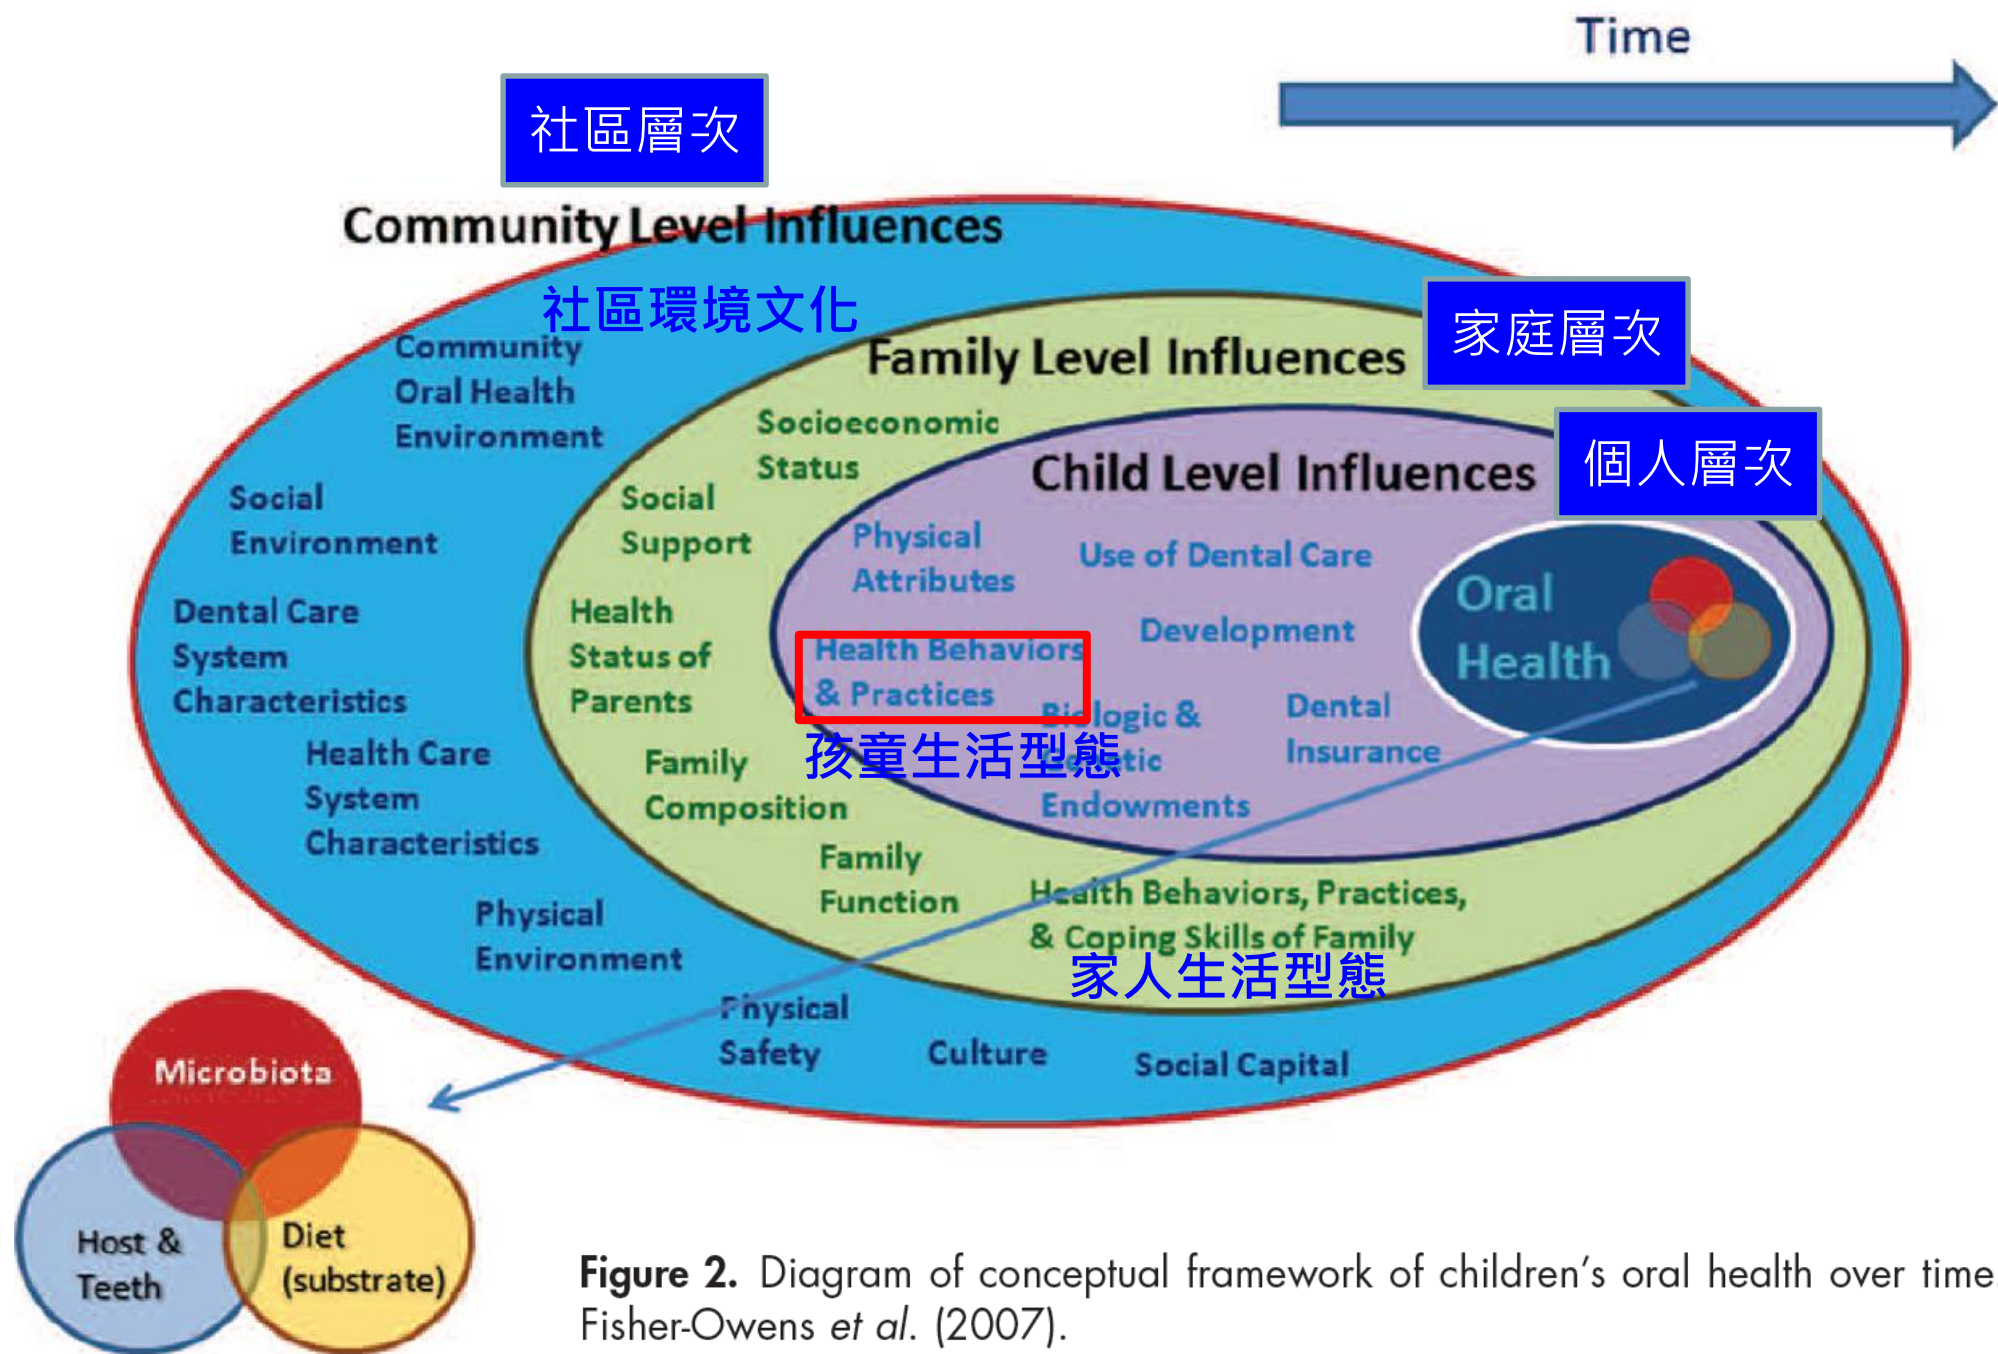 Time
社區層次
Community Level Influences
社區環境文化
Community
Oral Health
Environment
Social
Environment
Dental Care
System
Characteristics
Health Care
System
Characteristics
Physical
Environment
Physical
Safety
Culture
Social Capital
家庭層次
Family Level Influences
Socioeconomic
Status
Social
Support
Health
Status of
Parents
Family
Composition
Family
Function
Health Behaviors, Practices,
& Coping Skills of Family
家人生活型態
個人層次
Child Level Influences
Physical
Attributes
Use of Dental Care
Development
Health Behaviors
& Practices
孩童生活型態
Biologic &
Genetic
Endowments
Dental
Insurance
Oral
Health
Microbiota
Host &
Teeth
Diet
(substrate)
Figure 2. Diagram of conceptual framework of children’s oral health over time.
Fisher-Owens et al. (2007).